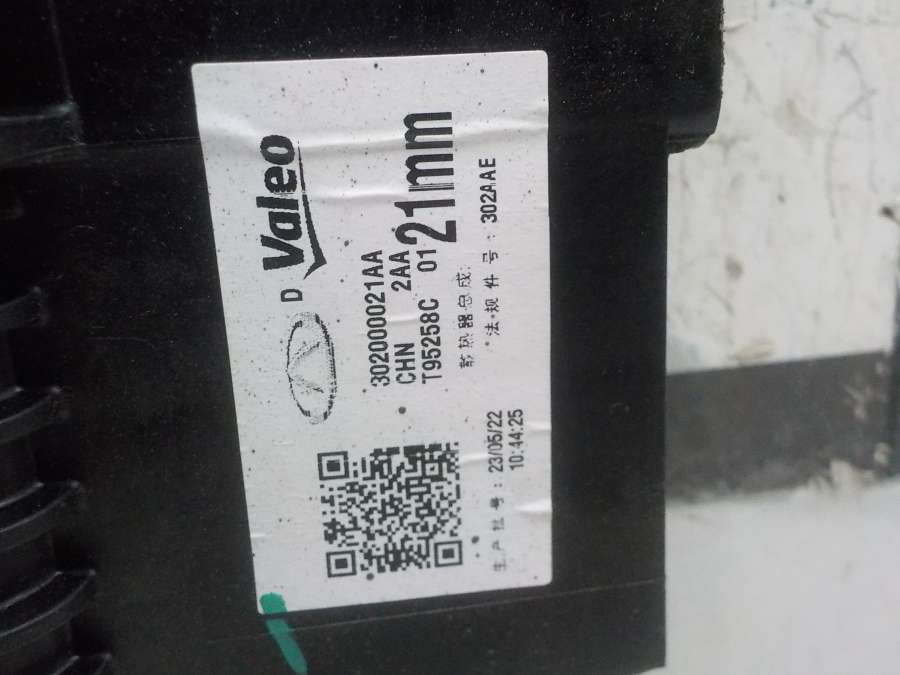 D Valeo
302000021AA
CHN 2AA
T95258C 01
21mm
散热器总成:
法·规 件 号 : 302AAE
生产批号 : 23/05/22
10:44:25